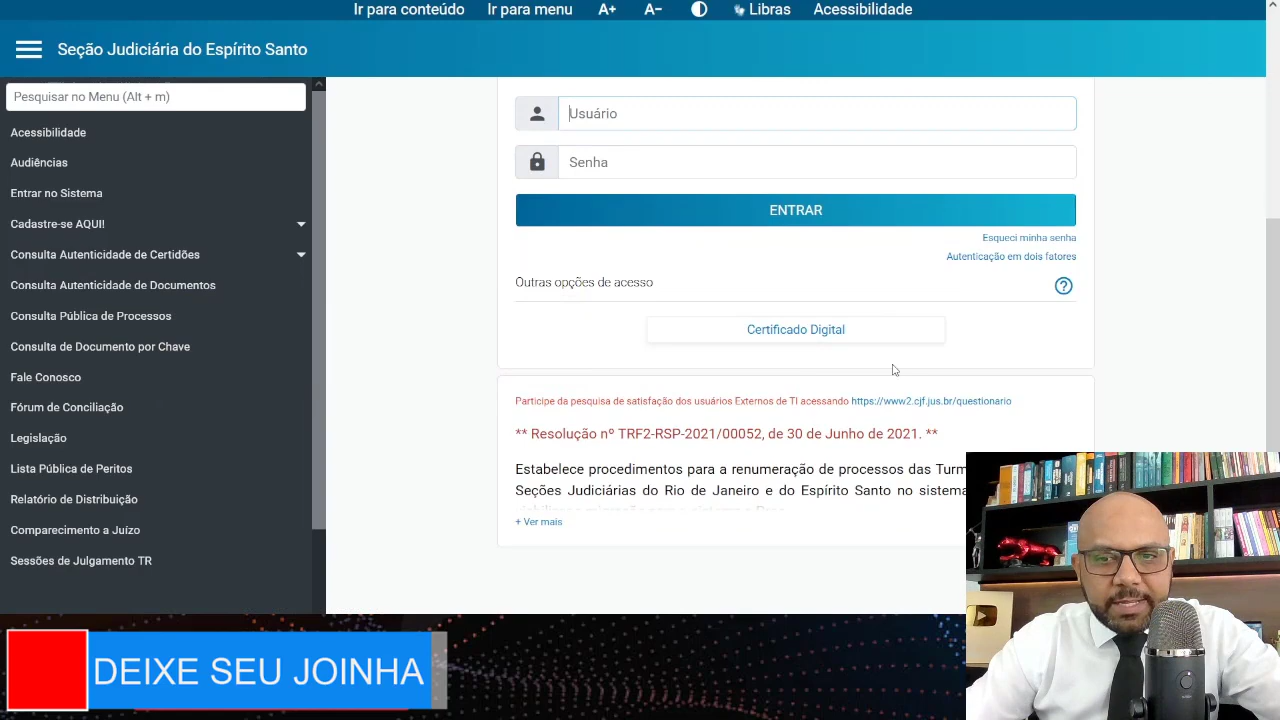 Ir para conteúdo Ir para menu A+ A− Libras Acessibilidade
Seção Judiciária do Espírito Santo
Pesquisar no Menu (Alt + m)
Acessibilidade
Audiências
Entrar no Sistema
Cadastre-se AQUI!
Consulta Autenticidade de Certidões
Consulta Autenticidade de Documentos
Consulta Pública de Processos
Consulta de Documento por Chave
Fale Conosco
Fórum de Conciliação
Legislação
Lista Pública de Peritos
Relatório de Distribuição
Comparecimento a Juízo
Sessões de Julgamento TR
Usuário
Senha
ENTRAR
Esqueci minha senha
Autenticação em dois fatores
Outras opções de acesso
Certificado Digital
Participe da pesquisa de satisfação dos usuários Externos de TI acessando https://www2.cjf.jus.br/questionario
** Resolução nº TRF2-RSP-2021/00052, de 30 de Junho de 2021. **
Estabelece procedimentos para a renumeração de processos das Turm
Seções Judiciárias do Rio de Janeiro e do Espírito Santo no sistema
+ Ver mais
DEIXE SEU JOINHA